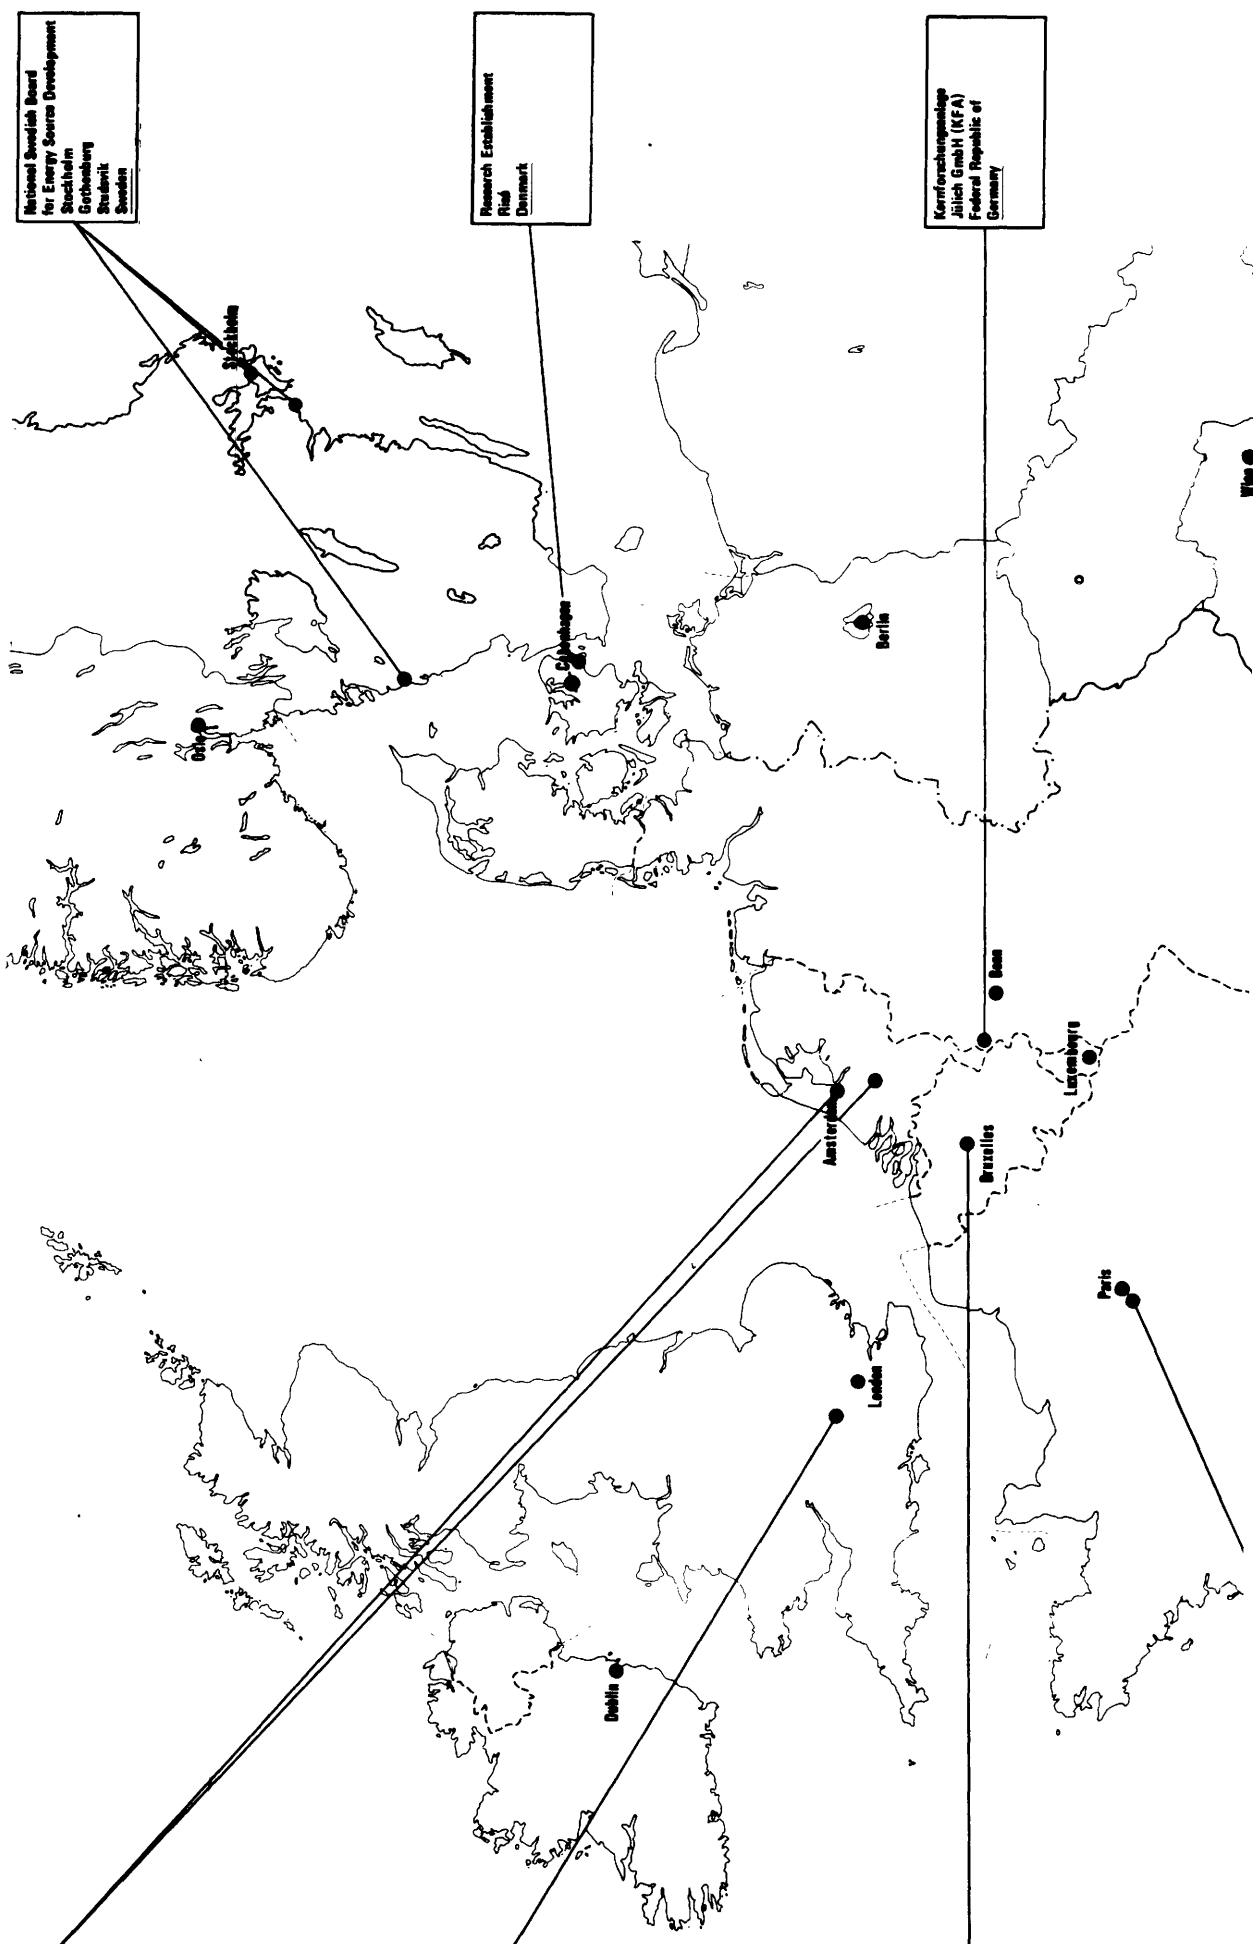 National Swedish Board
for Energy Source Development
Stockholm
Gothenburg
Studsvik
Sweden
Research Establishment
Risö
Denmark
Kernforschungsanlage
Jülich GmbH (KFA)
Federal Republic of
Germany
Stockholm
Oslo
Copenhagen
Berlin
Wien
Bonn
Luxembourg
Amsterdam
Bruxelles
Paris
London
Dublin